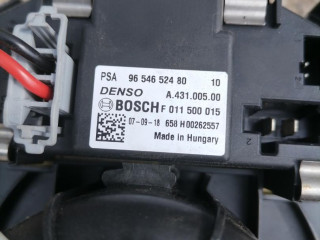 PSA 96 546 524 80 10
DENSO A.431.005.00
BOSCH F 011 500 015
07-09-18 658 H00262557
Made in Hungary
2